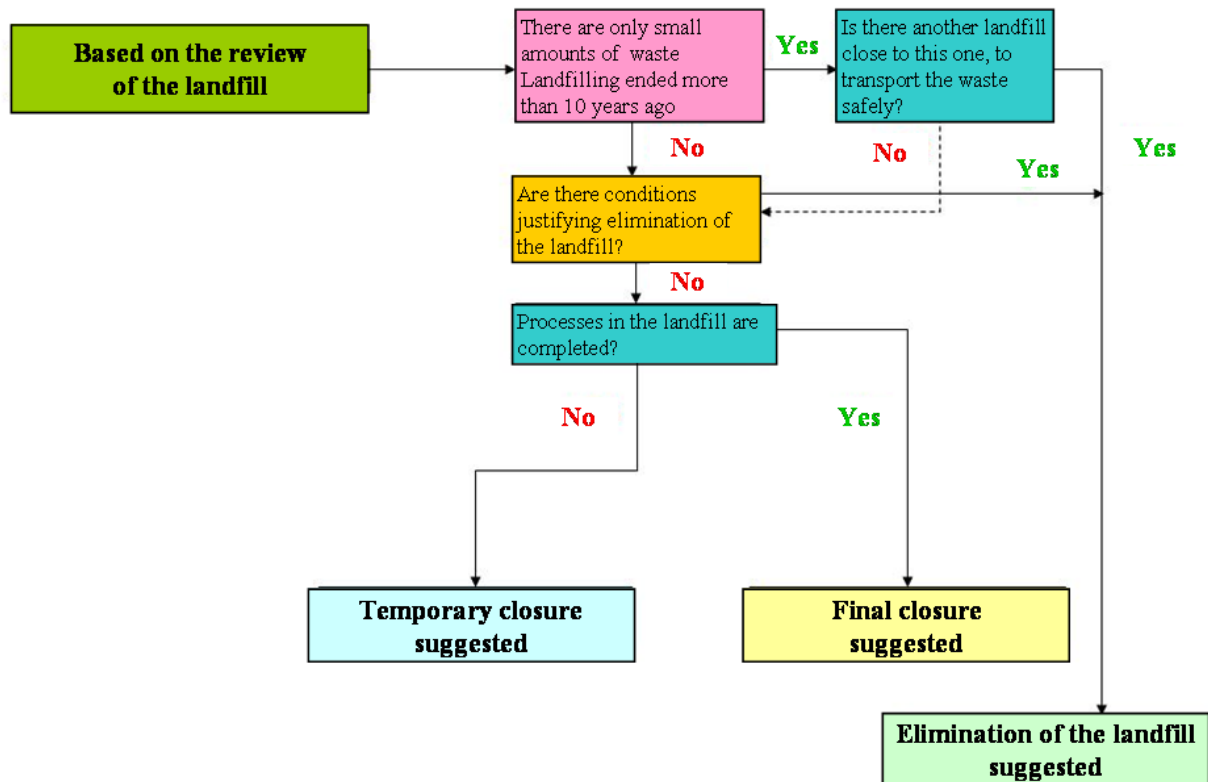 Based on the review
of the landfill
There are only small
amounts of waste
Landfilling ended more
than 10 years ago
Yes
Is there another landfill
close to this one, to
transport the waste
safely?
No
No
Yes
Yes
Are there conditions
justifying elimination of
the landfill?
No
Processes in the landfill are
completed?
No
Yes
Temporary closure
suggested
Final closure
suggested
Elimination of the landfill
suggested